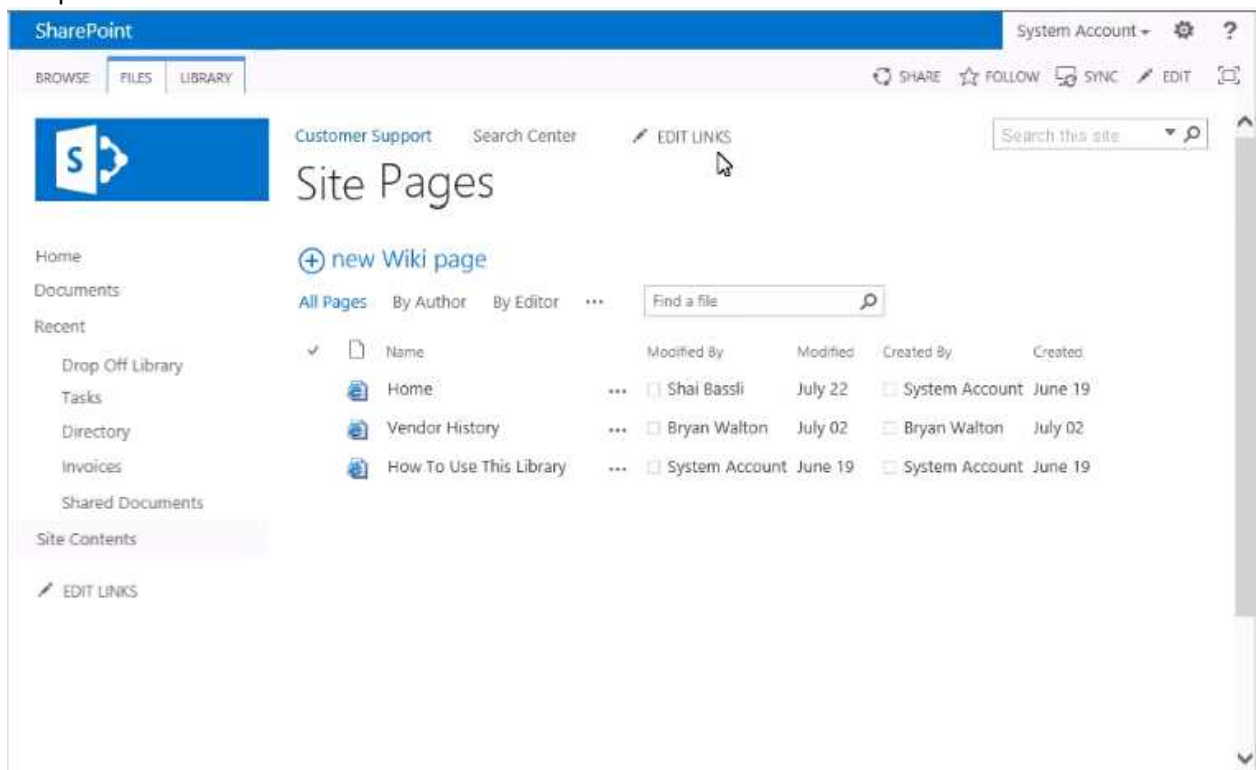 SharePoint System Account ?
BROWSE FILES LIBRARY SHARE FOLLOW SYNC EDIT
S
Customer Support Search Center EDIT LINKS Search this site
Site Pages
Home
Documents
Recent
Drop Off Library
Tasks
Directory
Invoices
Shared Documents
Site Contents
EDIT LINKS
new Wiki page
All Pages By Author By Editor ••• Find a file
Name Modified By Modified Created By Created
Home ••• Shai Bassli July 22 System Account June 19
Vendor History ••• Bryan Walton July 02 Bryan Walton July 02
How To Use This Library ••• System Account June 19 System Account June 19